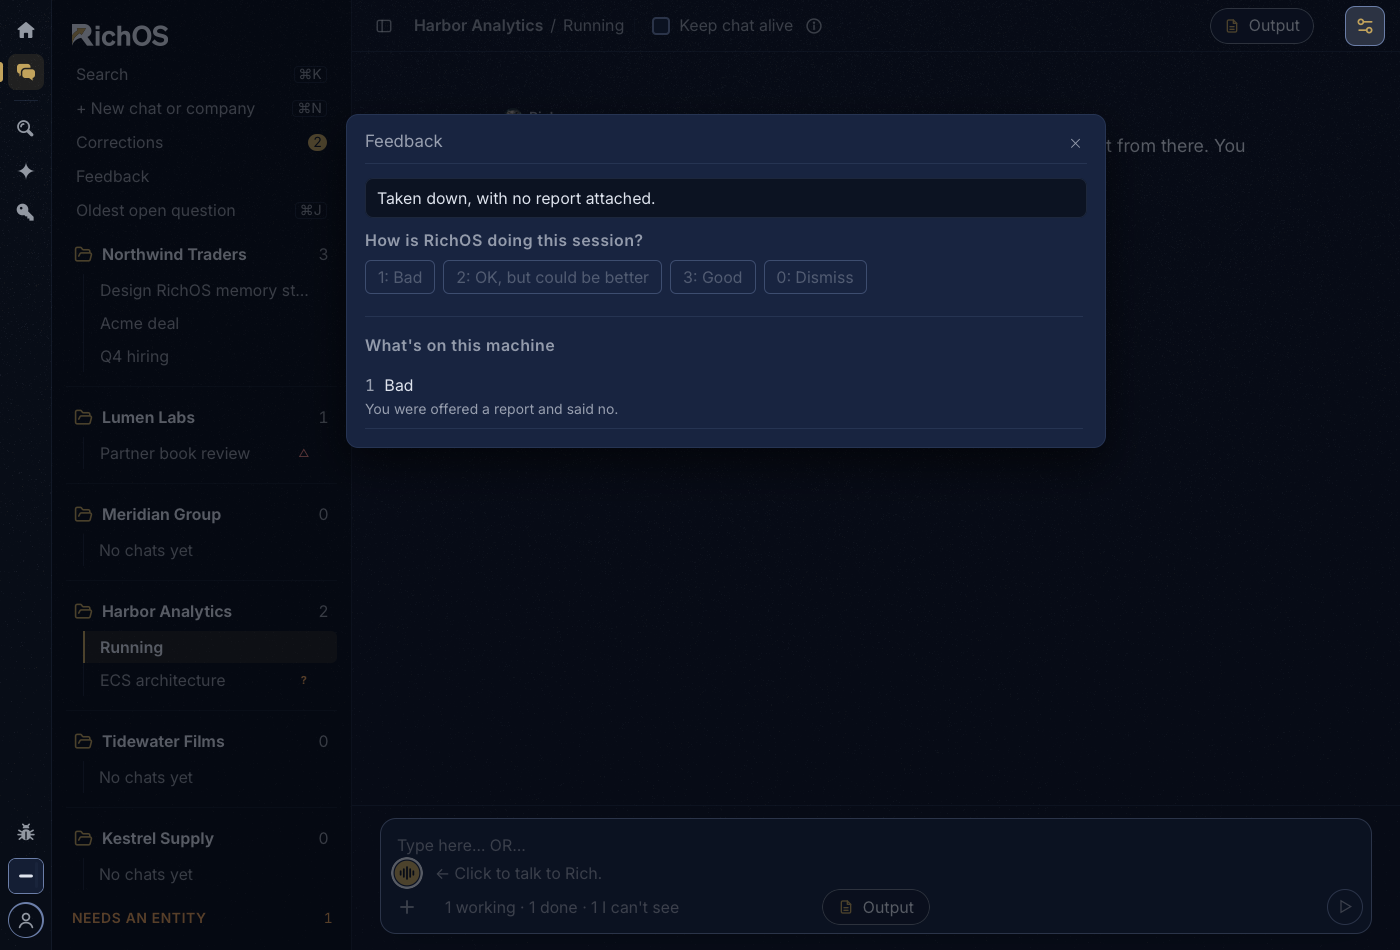 RichOS
Search ⌘K
+ New chat or company ⌘N
Corrections 2
Feedback
Oldest open question ⌘J
Northwind Traders 3
Design RichOS memory st...
Acme deal
Q4 hiring
Lumen Labs 1
Partner book review
Meridian Group 0
No chats yet
Harbor Analytics 2
Running
ECS architecture ?
Tidewater Films 0
No chats yet
Kestrel Supply 0
No chats yet
NEEDS AN ENTITY 1
Harbor Analytics / Running
Keep chat alive
Output
t from there. You
Feedback
Taken down, with no report attached.
How is RichOS doing this session?
1: Bad 2: OK, but could be better 3: Good 0: Dismiss
What's on this machine
1 Bad
You were offered a report and said no.
Type here... OR...
← Click to talk to Rich.
1 working · 1 done · 1 I can't see
Output